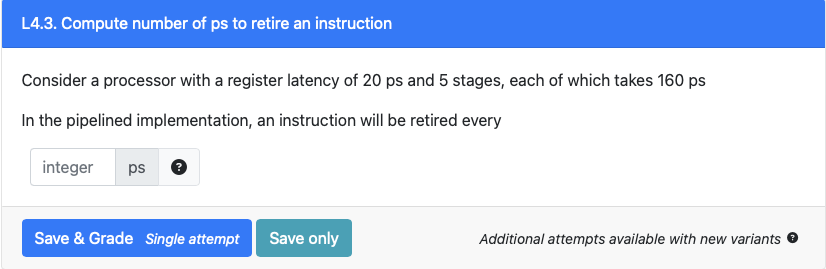 L4.3. Compute number of ps to retire an instruction
Consider a processor with a register latency of 20 ps and 5 stages, each of which takes 160 ps
In the pipelined implementation, an instruction will be retired every
integer ps ?
Save & Grade Single attempt Save only Additional attempts available with new variants ?